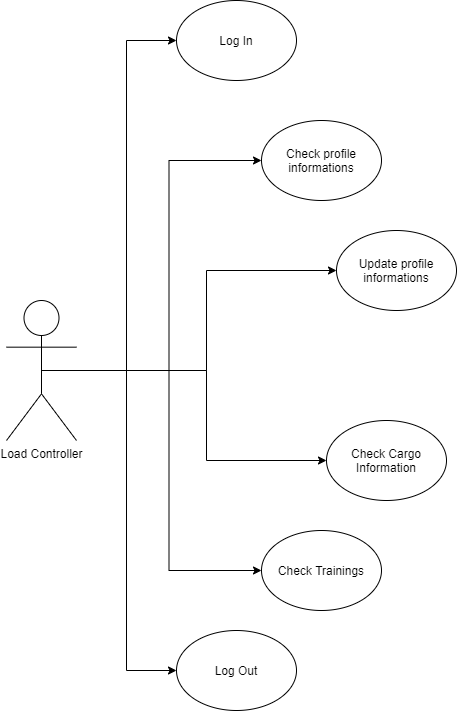 Log In
Check profile
informations
Update profile
informations
Load Controller
Check Cargo
Information
Check Trainings
Log Out